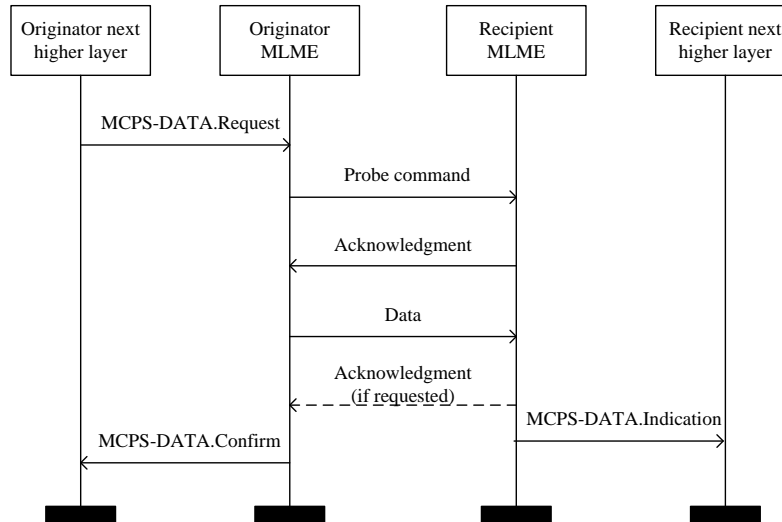 Originator next
higher layer
Originator
MLME
Recipient
MLME
Recipient next
higher layer
MCPS-DATA.Request
Probe command
Acknowledgment
Data
Acknowledgment
(if requested)
MCPS-DATA.Indication
MCPS-DATA.Confirm